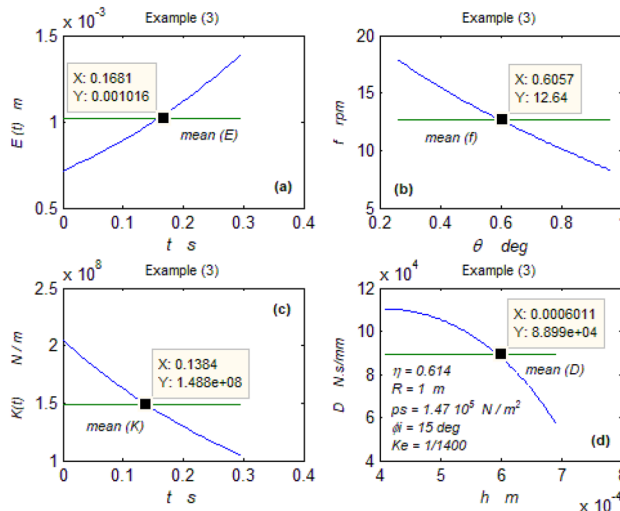 Example (3)
x 10-3
1.5
1
0.5
E(t) m
X: 0.1681
Y: 0.001016
mean (E)
(a)
0 0.1 0.2 0.3 0.4
t s
Example (3)
20
15
10
5
f rpm
X: 0.6057
Y: 12.64
mean (f)
(b)
0.2 0.4 0.6 0.8 1
θ deg
Example (3)
x 10^8
2.5
2
1.5
1
K(t) N/m
(c)
X: 0.1384
Y: 1.488e+08
mean (K)
0 0.1 0.2 0.3 0.4
t s
Example (3)
x 10^4
12
10
8
6
4
D N.s/mm
X: 0.0006011
Y: 8.899e+04
mean (D)
η = 0.614
R = 1 m
ps = 1.47 10^5 N/m^2
ϕi = 15 deg
Ke = 1/1400
(d)
4 5 6 7 8
h m
x 10^-4